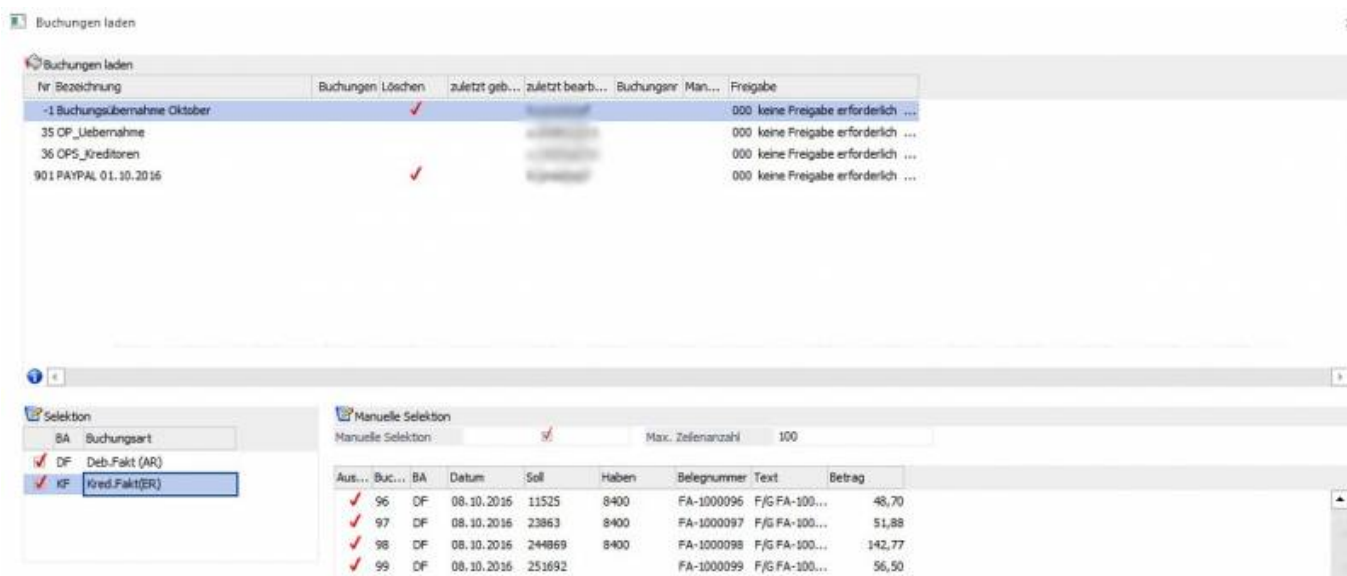 Buchungen laden
Buchungen laden
Nr Bezeichnung Buchungen Löschen zuletzt geb... zuletzt bearb... Buchungsnr Man... Freigabe
-1 Buchungsübernahme Oktober 000 keine Freigabe erforderlich ...
35 OP_Uebernahme 000 keine Freigabe erforderlich ...
36 OPS_Kreditoren 000 keine Freigabe erforderlich ...
901 PAYPAL 01.10.2016 000 keine Freigabe erforderlich ...
Selektion
BA Buchungsart
DF Deb.Fakt (AR)
KF Kred.Fakt(ER)
Manuelle Selektion
Manuelle Selektion Max. Zeilenanzahl 100
Aus... Buc... BA Datum Soll Haben Belegnummer Text Betrag
96 DF 08.10.2016 11525 8400 FA-1000096 F/G FA-100... 48,70
97 DF 08.10.2016 23863 8400 FA-1000097 F/G FA-100... 51,88
98 DF 08.10.2016 244869 8400 FA-1000098 F/G FA-100... 142,77
99 DF 08.10.2016 251692 FA-1000099 F/G FA-100... 56,50